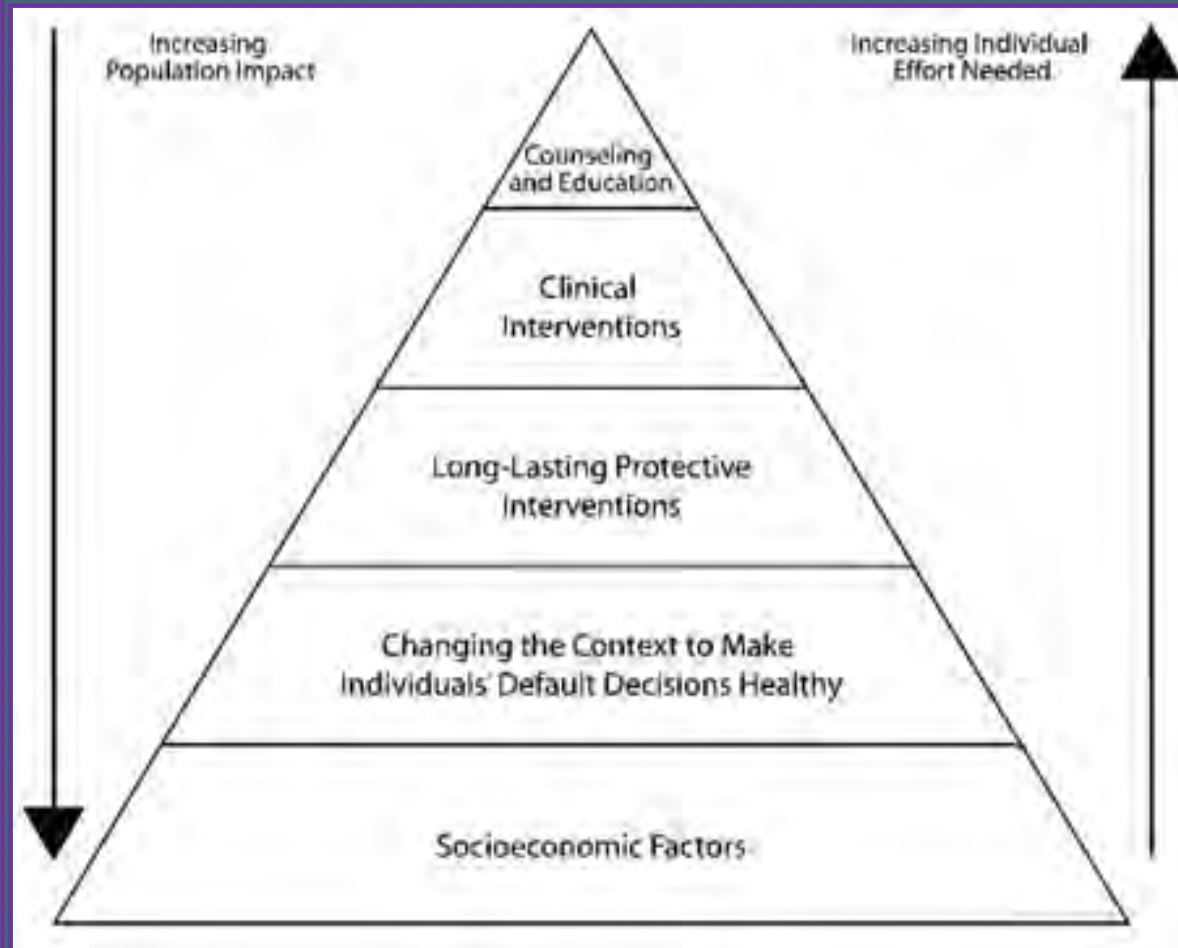 Increasing
Population Impact
Increasing Individual
Effort Needed
Counseling
and Education
Clinical
Interventions
Long-Lasting Protective
Interventions
Changing the Context to Make
Individuals' Default Decisions Healthy
Socioeconomic Factors